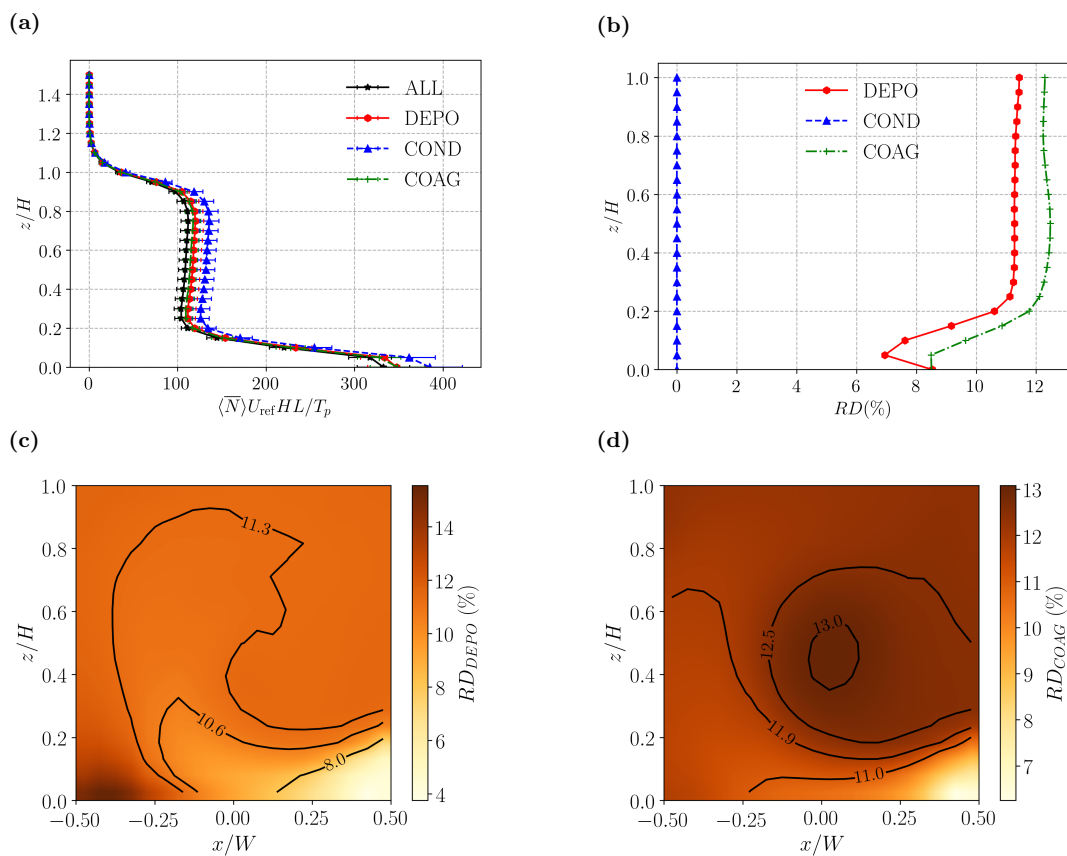 (a)
1.4
1.2
1.0
0.8
0.6
0.4
0.2
0.0
z/H
0 100 200 300 400
⟨N̅⟩U_ref HL/T_p
ALL
DEPO
COND
COAG
(b)
1.0
0.8
0.6
0.4
0.2
0.0
z/H
0 2 4 6 8 10 12
RD(%)
DEPO
COND
COAG
(c)
1.0
0.8
0.6
0.4
0.2
0.0
z/H
−0.50 −0.25 0.00 0.25 0.50
x/W
11.3
10.6
8.0
14
12
10
8
6
4
RD_DEPO (%)
(d)
1.0
0.8
0.6
0.4
0.2
0.0
z/H
−0.50 −0.25 0.00 0.25 0.50
x/W
13.0
12.5
11.9
11.0
13
12
11
10
9
8
7
RD_COAG (%)